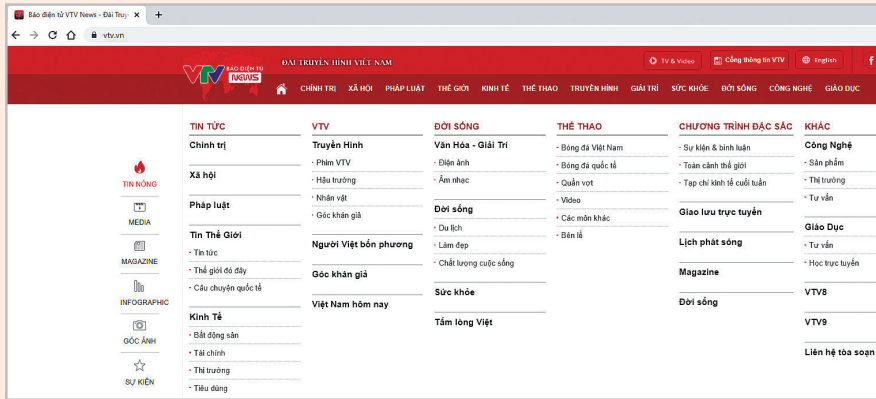 Báo điện tử VTV News - Đài Truy
vtv.vn
VTV BÁO ĐIỆN TỬ NEWS
ĐÀI TRUYỀN HÌNH VIỆT NAM
TV & Video
Cổng thông tin VTV
English
CHÍNH TRỊ XÃ HỘI PHÁP LUẬT THẾ GIỚI KINH TẾ THỂ THAO TRUYỀN HÌNH GIẢI TRÍ SỨC KHỎE ĐỜI SỐNG CÔNG NGHỆ GIÁO DỤC
TIN NÓNG
MEDIA
MAGAZINE
INFOGRAPHIC
GÓC ẢNH
SỰ KIỆN
TIN TỨC
Chính trị
Xã hội
Pháp luật
Tin Thế Giới
Tin tức
Thế giới đó đây
Câu chuyện quốc tế
Kinh Tế
Bất động sản
Tài chính
Thị trường
Tiêu dùng
VTV
Truyền Hình
Phim VTV
Hậu trường
Nhân vật
Góc khán giả
Người Việt bốn phương
Góc khán giả
Việt Nam hôm nay
ĐỜI SỐNG
Văn Hóa - Giải Trí
Điện ảnh
Âm nhạc
Đời sống
Du lịch
Làm đẹp
Chất lượng cuộc sống
Sức khỏe
Tấm lòng Việt
THỂ THAO
Bóng đá Việt Nam
Bóng đá quốc tế
Quần vợt
Video
Các môn khác
Bên lề
CHƯƠNG TRÌNH ĐẶC SẮC
Sự kiện & bình luận
Toàn cảnh thế giới
Tạp chí kinh tế cuối tuần
Giao lưu trực tuyến
Lịch phát sóng
Magazine
Đời sống
KHÁC
Công Nghệ
Sản phẩm
Thị trường
Tư vấn
Giáo Dục
Tư vấn
Học trực tuyến
VTV8
VTV9
Liên hệ tòa soạn